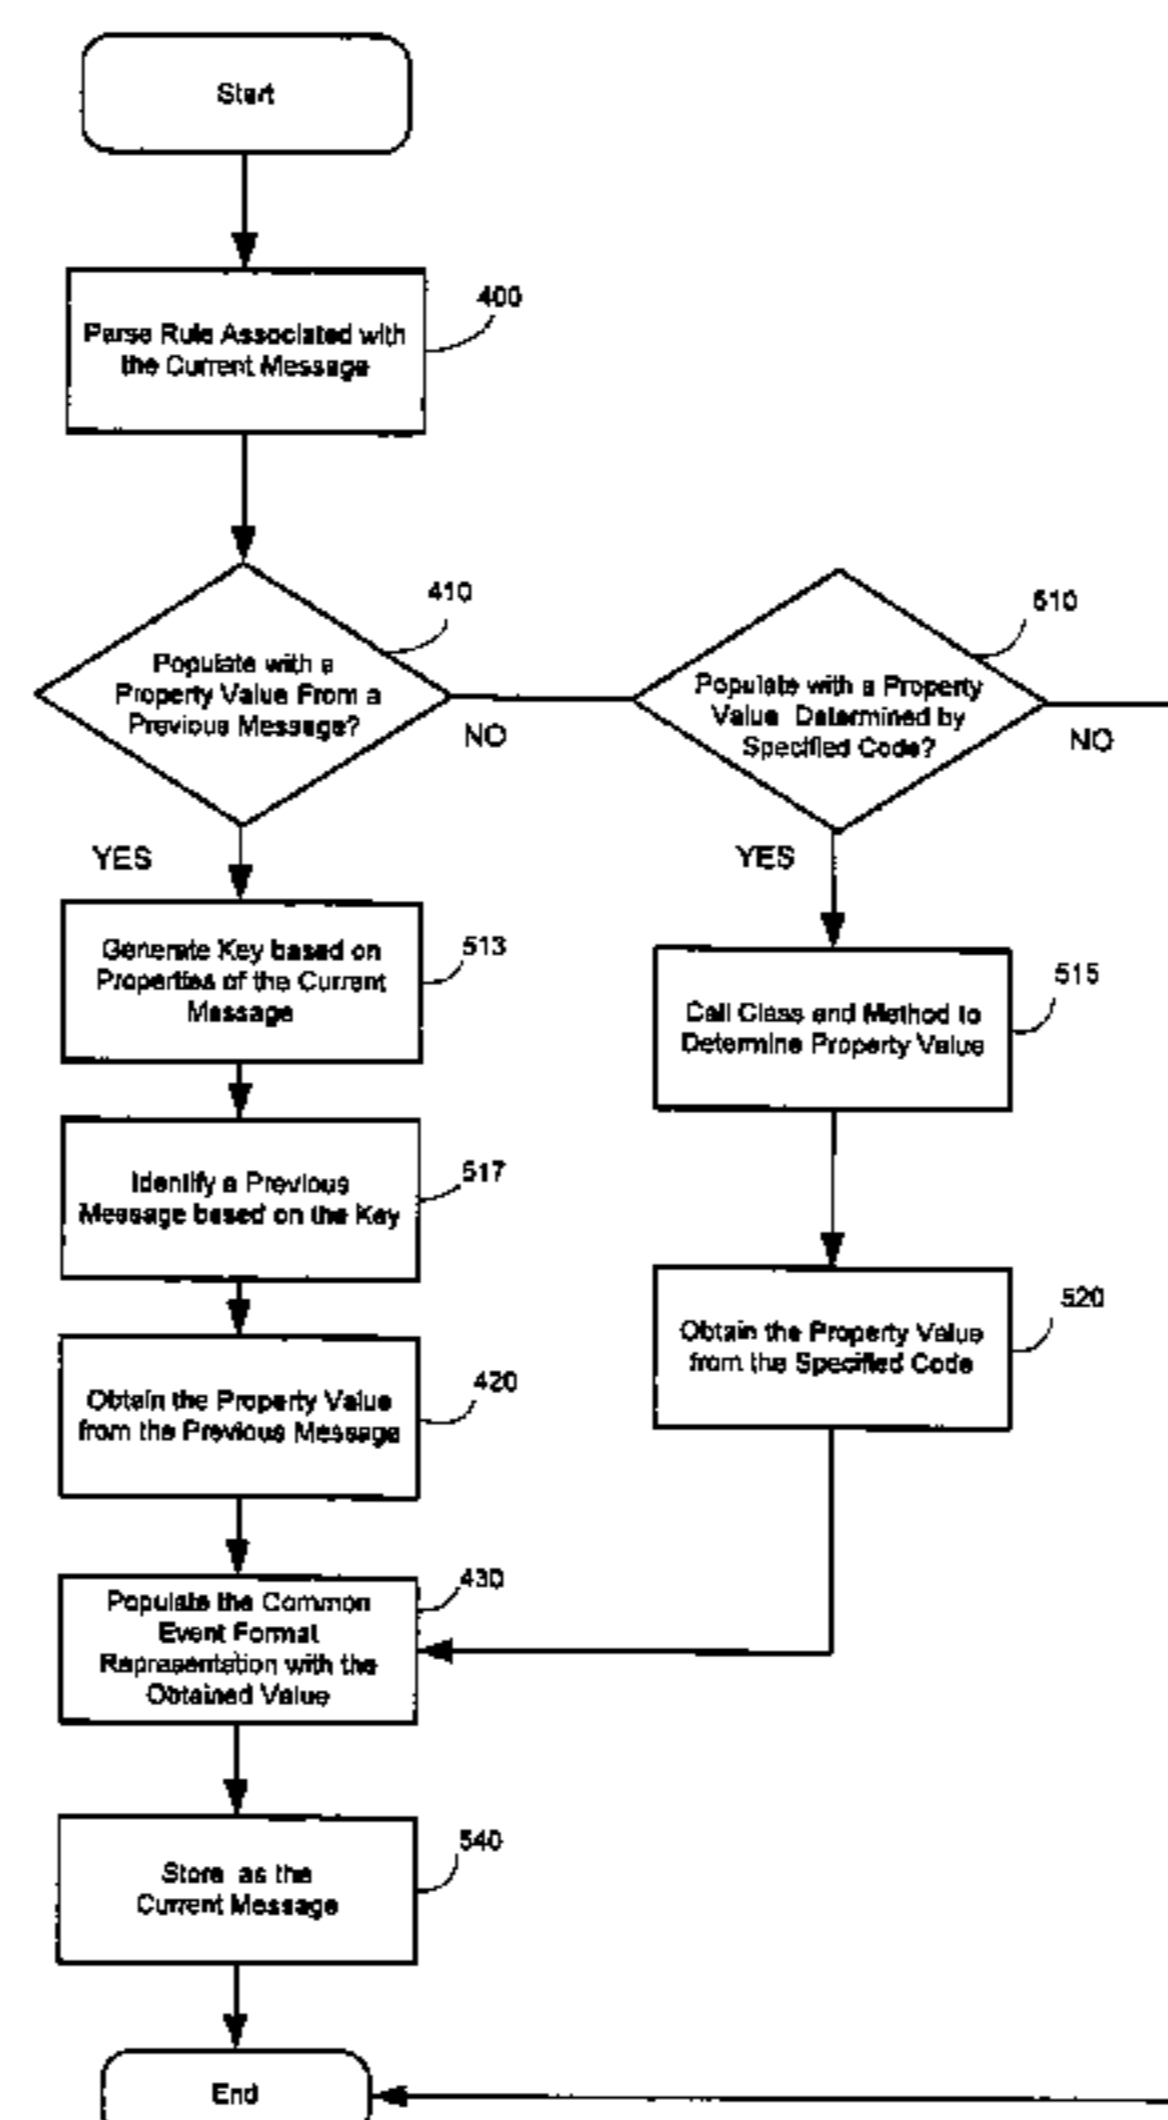 Start
Parse Rule Associated with
the Current Message
400
Populate with a
Property Value From a
Previous Message?
410
NO
YES
Populate with a Property
Value Determined by
Specified Code?
510
NO
YES
Generate Key based on
Properties of the Current
Message
513
Call Class and Method to
Determine Property Value
515
Identify a Previous
Message based on the Key
517
Obtain the Property Value
from the Specified Code
520
Obtain the Property Value
from the Previous Message
420
Populate the Common
Event Format
Representation with the
Obtained Value
430
Store as the
Current Message
540
End